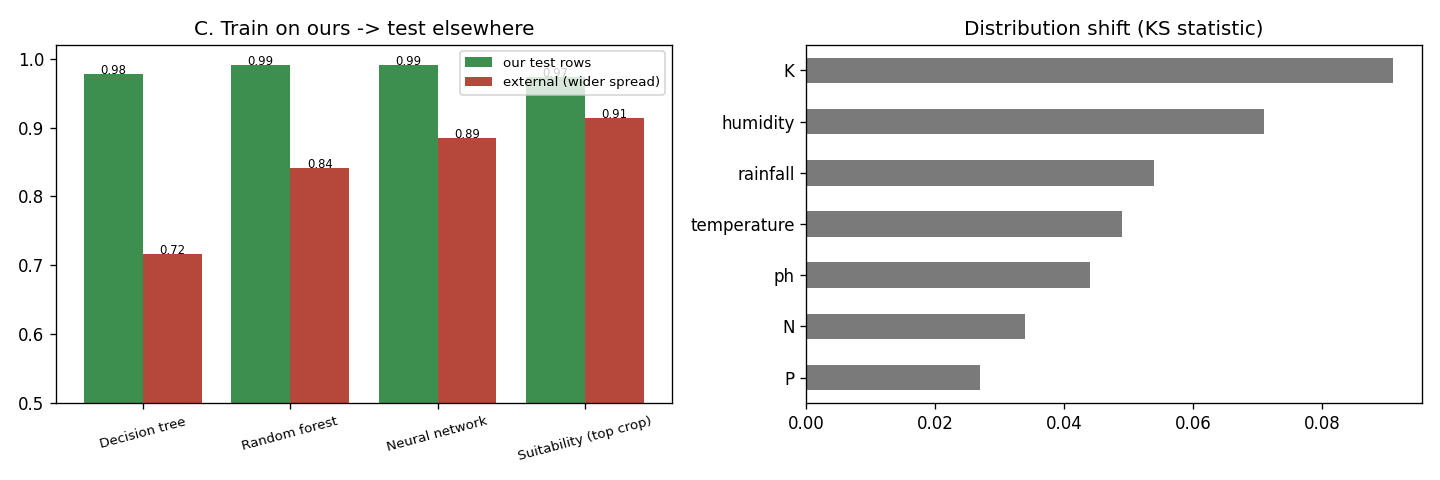 C. Train on ours -> test elsewhere
1.0
0.9
0.8
0.7
0.6
0.5
0.98
0.72
0.99
0.84
0.99
0.89
0.97
0.91
our test rows
external (wider spread)
Decision tree
Random forest
Neural network
Suitability (top crop)
Distribution shift (KS statistic)
K
humidity
rainfall
temperature
ph
N
P
0.00
0.02
0.04
0.06
0.08